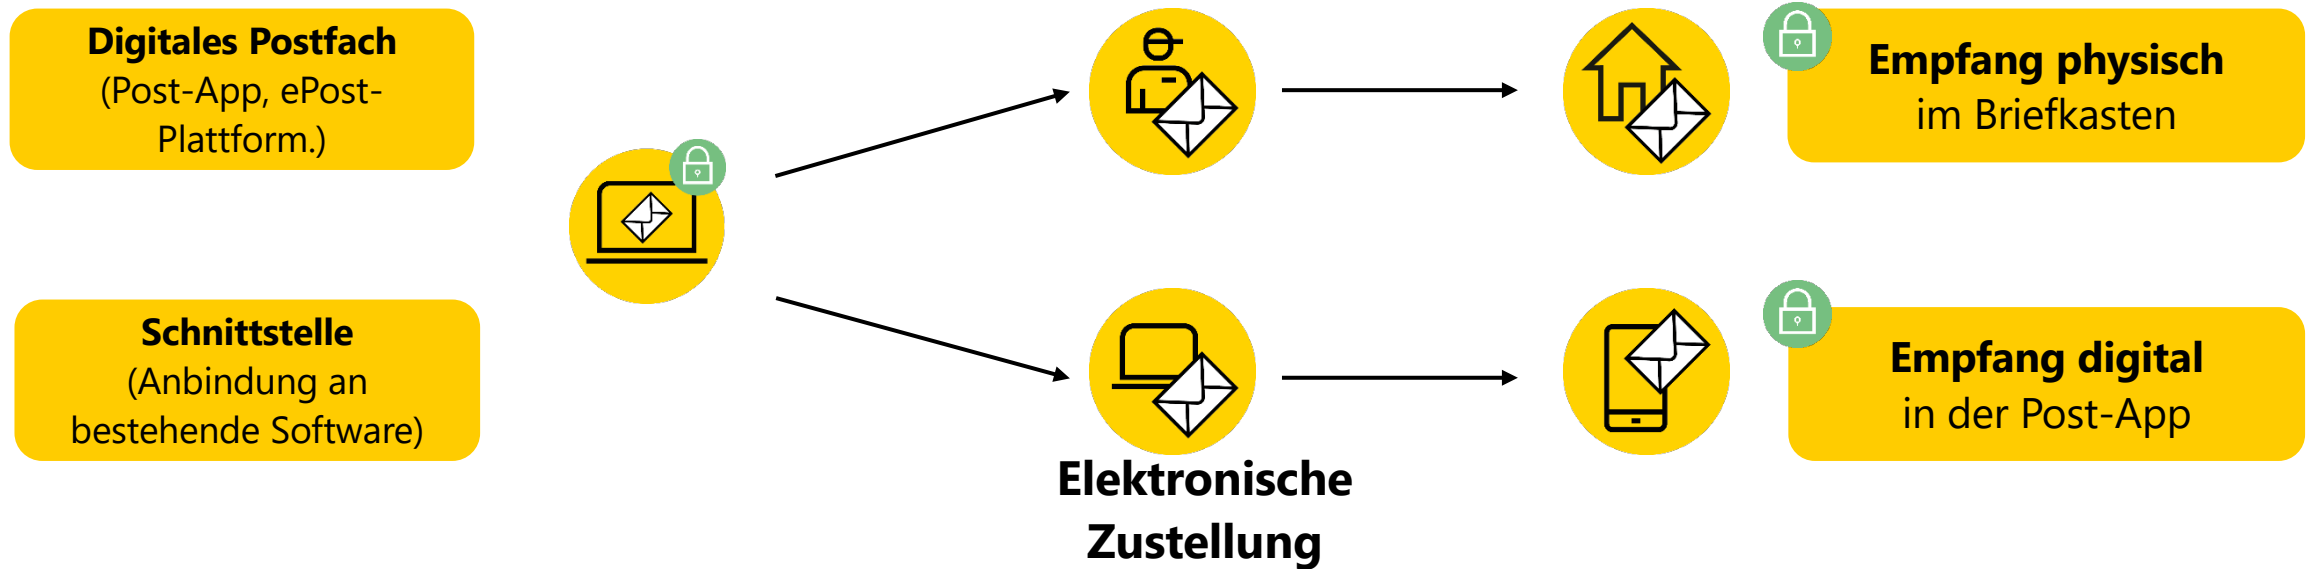 Digitales Postfach
(Post-App, ePost-
Plattform.)
Schnittstelle
(Anbindung an
bestehende Software)
Elektronische
Zustellung
Empfang physisch
im Briefkasten
Empfang digital
in der Post-App